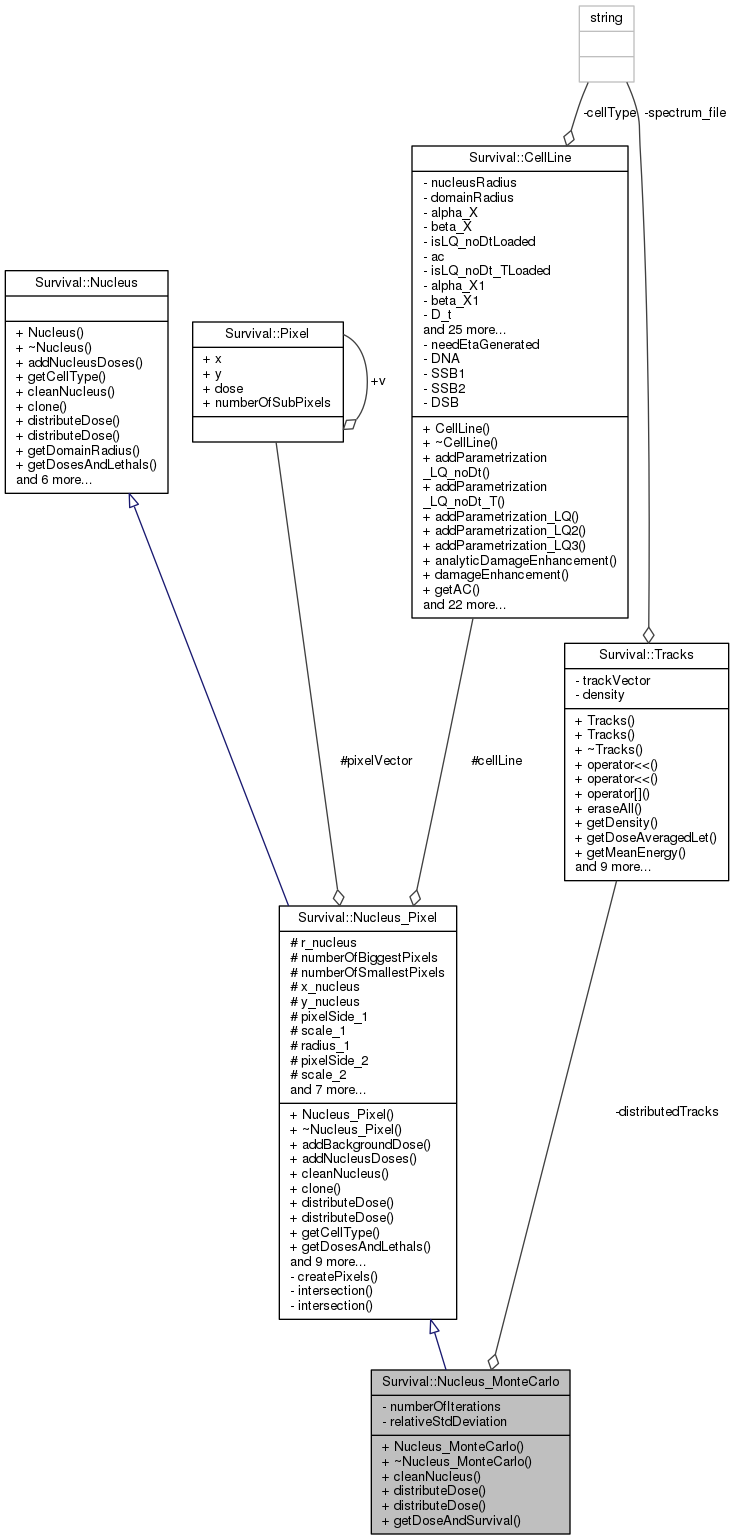 string
-cellType
-spectrum_file
Survival::CellLine
- nucleusRadius
- domainRadius
- alpha_X
- beta_X
- isLQ_noDtLoaded
- ac
- isLQ_noDt_TLoaded
- alpha_X1
- beta_X1
- D_t
and 25 more...
- needEtaGenerated
- DNA
- SSB1
- SSB2
- DSB
+ CellLine()
+ ~CellLine()
+ addParametrization
_LQ_noDt()
+ addParametrization
_LQ_noDt_T()
+ addParametrization_LQ()
+ addParametrization_LQ2()
+ addParametrization_LQ3()
+ analyticDamageEnhancement()
+ damageEnhancement()
+ getAC()
and 22 more...
Survival::Nucleus
+ Nucleus()
+ ~Nucleus()
+ addNucleusDoses()
+ getCellType()
+ cleanNucleus()
+ clone()
+ distributeDose()
+ distributeDose()
+ getDomainRadius()
+ getDosesAndLethals()
and 6 more...
Survival::Pixel
+ x
+ y
+ dose
+ numberOfSubPixels
+v
Survival::Tracks
- trackVector
- density
+ Tracks()
+ Tracks()
+ ~Tracks()
+ operator<<()
+ operator<<()
+ operator[]()
+ eraseAll()
+ getDensity()
+ getDoseAveragedLet()
+ getMeanEnergy()
and 9 more...
#pixelVector
#cellLine
Survival::Nucleus_Pixel
# r_nucleus
# numberOfBiggestPixels
# numberOfSmallestPixels
# x_nucleus
# y_nucleus
# pixelSide_1
# scale_1
# radius_1
# pixelSide_2
# scale_2
and 7 more...
+ Nucleus_Pixel()
+ ~Nucleus_Pixel()
+ addBackgroundDose()
+ addNucleusDoses()
+ cleanNucleus()
+ clone()
+ distributeDose()
+ distributeDose()
+ getCellType()
+ getDosesAndLethals()
and 9 more...
- createPixels()
- intersection()
- intersection()
-distributedTracks
Survival::Nucleus_MonteCarlo
- numberOfIterations
- relativeStdDeviation
+ Nucleus_MonteCarlo()
+ ~Nucleus_MonteCarlo()
+ cleanNucleus()
+ distributeDose()
+ distributeDose()
+ getDoseAndSurvival()